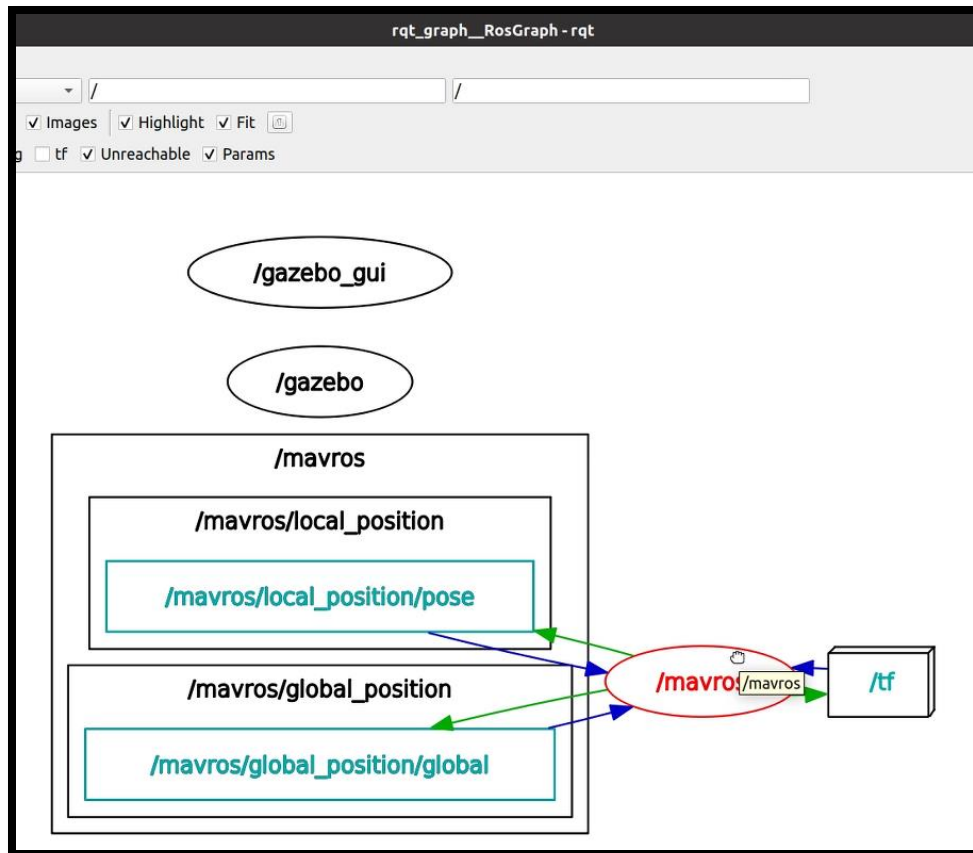 rqt_graph__RosGraph - rqt
/ /
Images Highlight Fit
g tf Unreachable Params
/gazebo_gui
/gazebo
/mavros
/mavros/local_position
/mavros/local_position/pose
/mavros/global_position
/mavros/global_position/global
/mavros /mavros
/tf